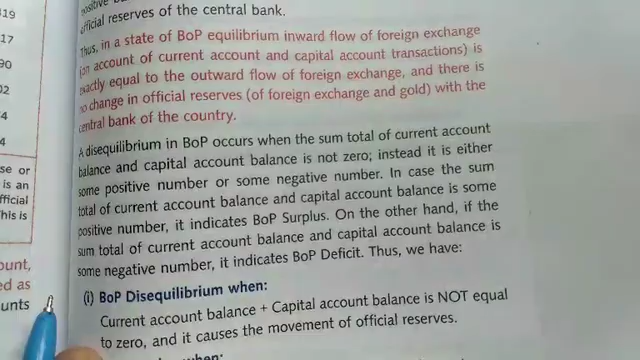 official reserves of the central bank.
Thus, in a state of BoP equilibrium inward flow of foreign exchange
(on account of current account and capital account transactions) is
exactly equal to the outward flow of foreign exchange, and there is
no change in official reserves (of foreign exchange and gold) with the
central bank of the country.
A disequilibrium in BoP occurs when the sum total of current account
balance and capital account balance is not zero; instead it is either
some positive number or some negative number. In case the sum
total of current account balance and capital account balance is some
positive number, it indicates BoP Surplus. On the other hand, if the
sum total of current account balance and capital account balance is
some negative number, it indicates BoP Deficit. Thus, we have:
(i) BoP Disequilibrium when:
Current account balance + Capital account balance is NOT equal
to zero, and it causes the movement of official reserves.
419
17
90
02
4
4
se or
is an
fficial
This is
ount,
ed as
unts